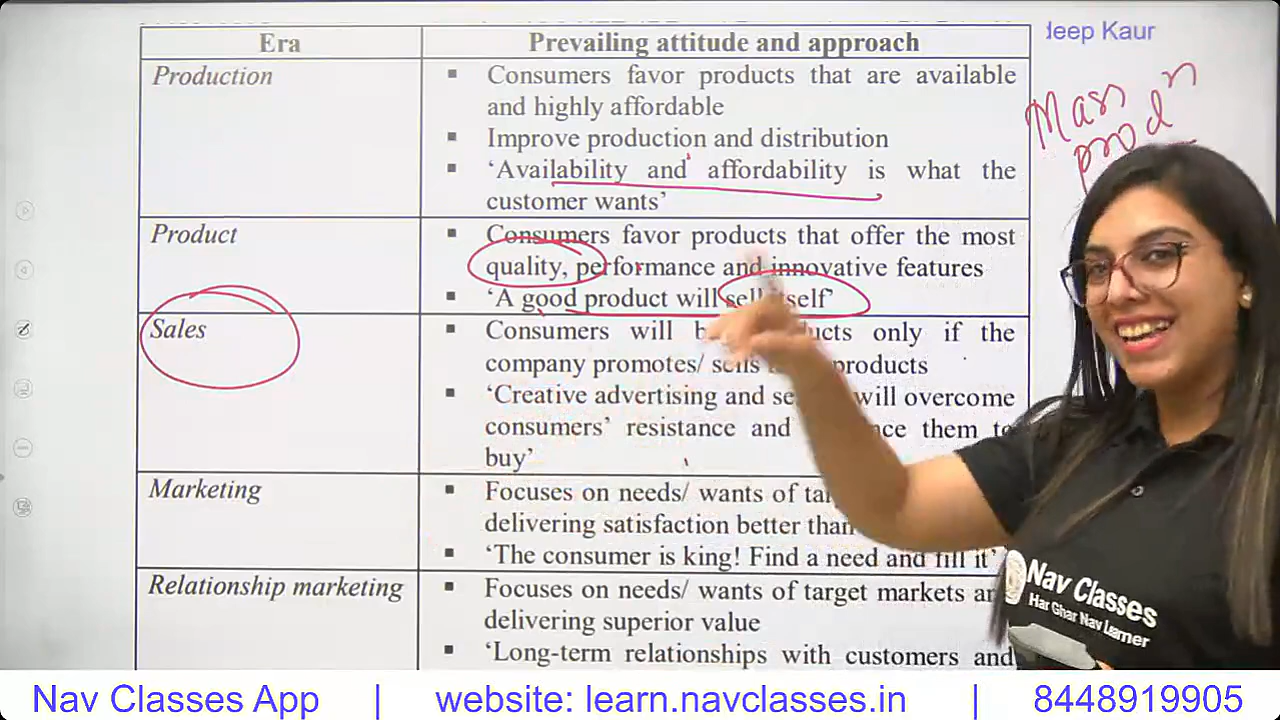 deep Kaur
Era Prevailing attitude and approach
Production
Consumers favor products that are available
and highly affordable
Improve production and distribution
‘Availability and affordability is what the
customer wants’
Mass
prodn
Product
Consumers favor products that offer the most
quality, performance and innovative features
‘A good product will sell itself’
Sales
Consumers will products only if the
company promotes/ sells products
‘Creative advertising and will overcome
consumers’ resistance and them to
buy’
Marketing
Focuses on needs/ wants of
delivering satisfaction better than
‘The consumer is king! Find a need and fill it’
Relationship marketing
Focuses on needs/ wants of target markets
delivering superior value
‘Long-term relationships with customers and
Nav Classes
Har Ghar Nav Learner
Nav Classes App | website: learn.navclasses.in | 8448919905